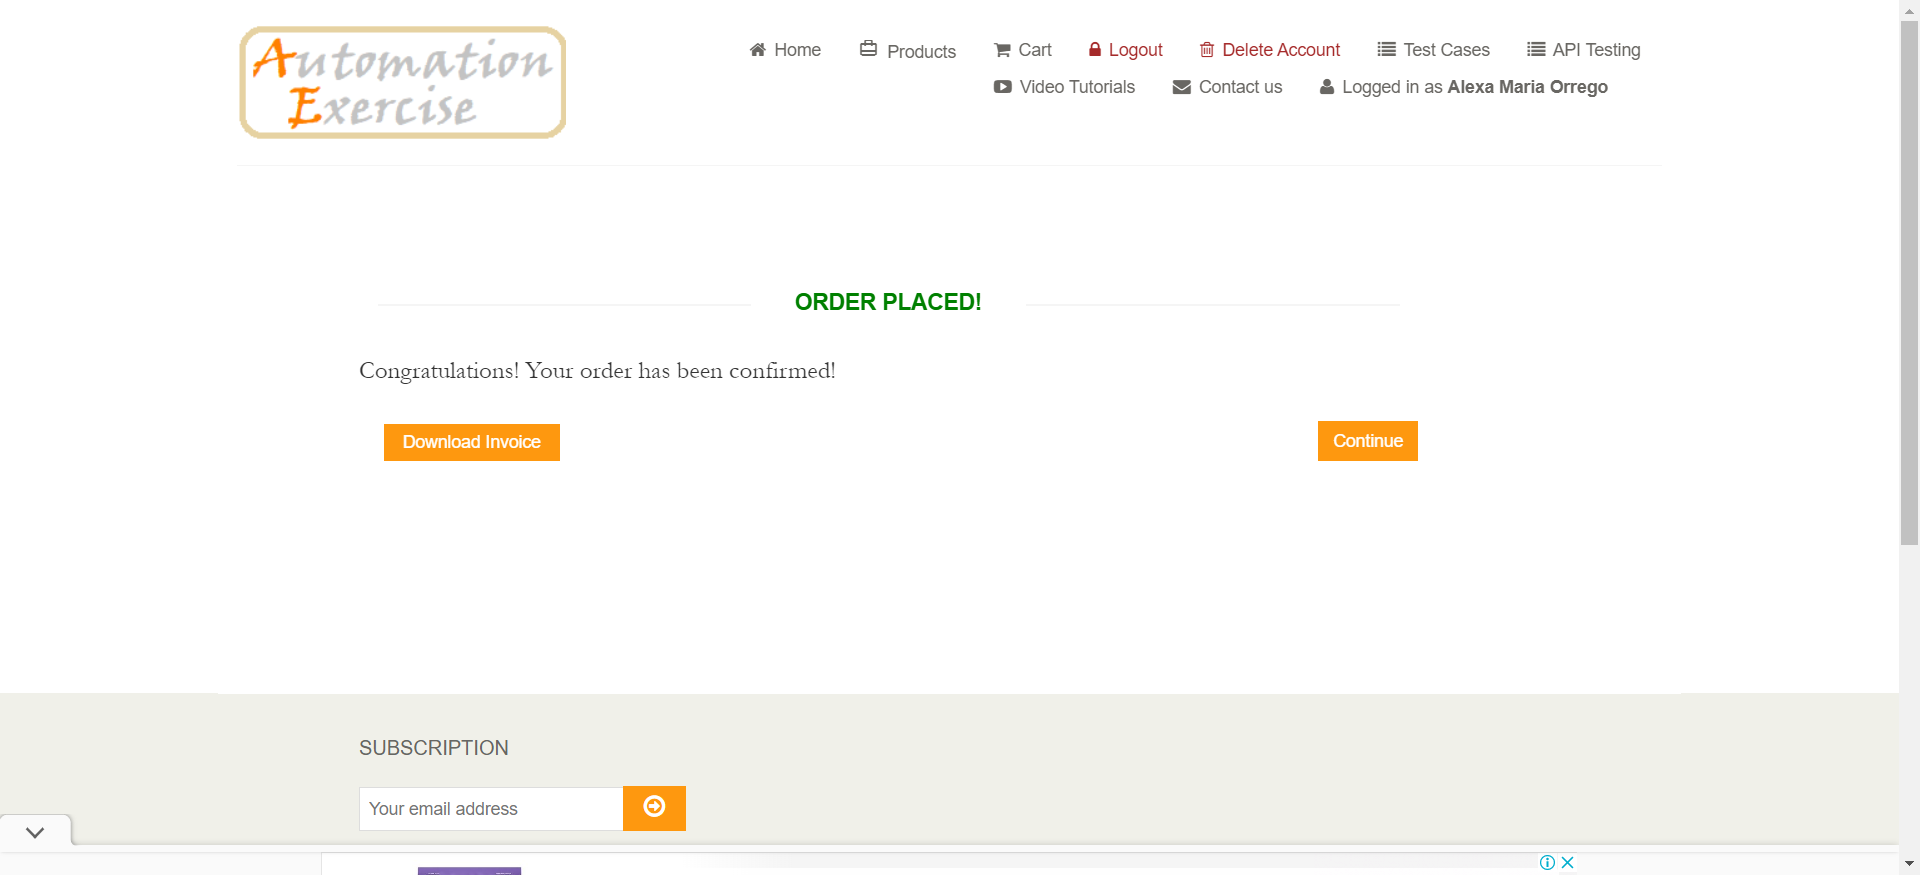 Automation
Exercise
Home
Products
Cart
Logout
Delete Account
Test Cases
API Testing
Video Tutorials
Contact us
Logged in as Alexa Maria Orrego
ORDER PLACED!
Congratulations! Your order has been confirmed!
Download Invoice
Continue
SUBSCRIPTION
Your email address